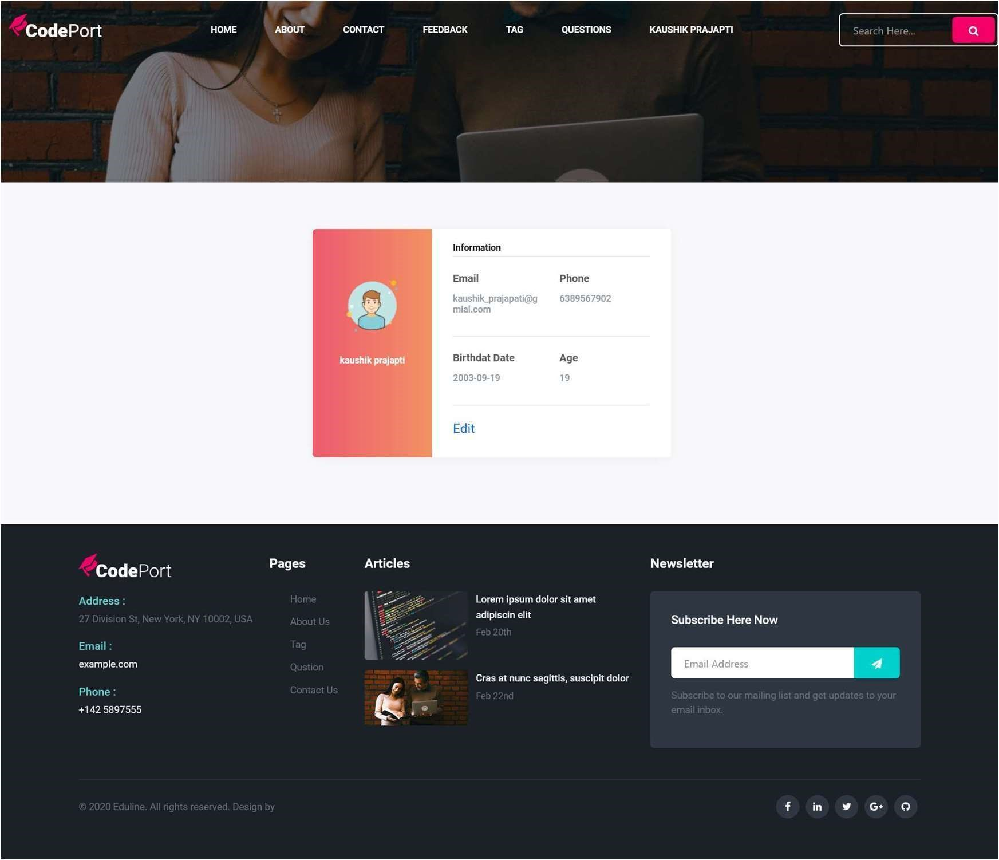 CodePort
HOME ABOUT CONTACT FEEDBACK TAG QUESTIONS KAUSHIK PRAJAPTI
Search Here...
kaushik prajapti
Information
Email Phone
kaushik_prajapati@g 6389567902
mial.com
Birthdat Date Age
2003-09-19 19
Edit
CodePort
Address :
27 Division St, New York, NY 10002, USA
Email :
example.com
Phone :
+142 5897555
Pages
Home
About Us
Tag
Qustion
Contact Us
Articles
Lorem ipsum dolor sit amet
adipiscin elit
Feb 20th
Cras at nunc sagittis, suscipit dolor
Feb 22nd
Newsletter
Subscribe Here Now
Email Address
Subscribe to our mailing list and get updates to your
email inbox.
© 2020 Eduline. All rights reserved. Design by